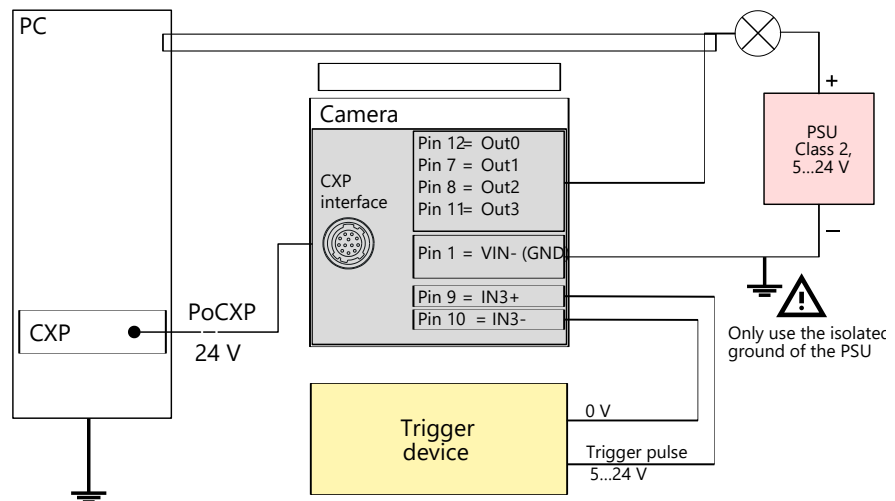 PC
Camera
Pin 12= Out0
Pin 7 = Out1
Pin 8 = Out2
Pin 11= Out3
CXP
interface
Pin 1 = VIN- (GND)
Pin 9 = IN3+
Pin 10 = IN3-
+
PSU
Class 2,
5...24 V
–
Only use the isolated
ground of the PSU
CXP
PoCXP
24 V
Trigger
device
0 V
Trigger pulse
5...24 V